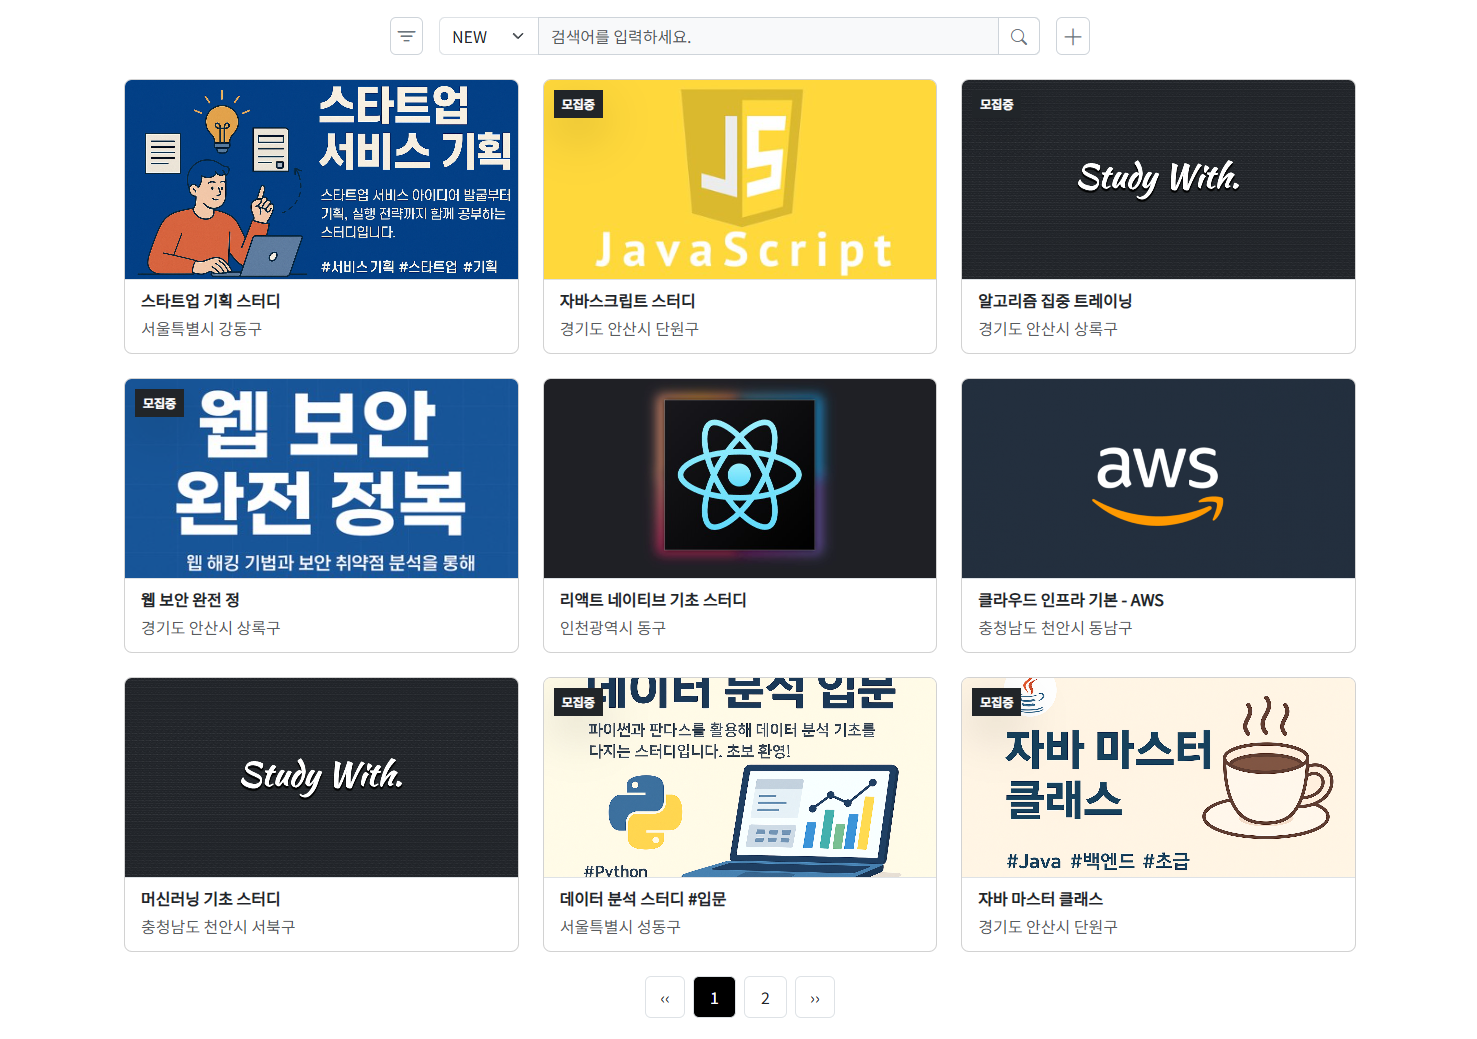 NEW
검색어를 입력하세요.
스타트업
서비스 기획
스타트업 서비스 아이디어 발굴부터
기획, 실행 전략까지 함께 공부하는
스터디입니다.
#서비스 기획 #스타트업 #기획
스타트업 기획 스터디
서울특별시 강동구
모집중
JS
JavaScript
자바스크립트 스터디
경기도 안산시 단원구
모집중
Study With.
알고리즘 집중 트레이닝
경기도 안산시 상록구
모집중
웹 보안
완전 정복
웹 해킹 기법과 보안 취약점 분석을 통해
웹 보안 완전 정
경기도 안산시 상록구
리액트 네이티브 기초 스터디
인천광역시 동구
aws
클라우드 인프라 기본 - AWS
충청남도 천안시 동남구
Study With.
머신러닝 기초 스터디
충청남도 천안시 서북구
모집중
데이터 분석 입문
파이썬과 판다스를 활용해 데이터 분석 기초를
다지는 스터디입니다. 초보 환영!
#Python
데이터 분석 스터디 #입문
서울특별시 성동구
모집중
자바 마스터
클래스
#Java #백엔드 #초급
자바 마스터 클래스
경기도 안산시 단원구
‹‹ 1 2 ››